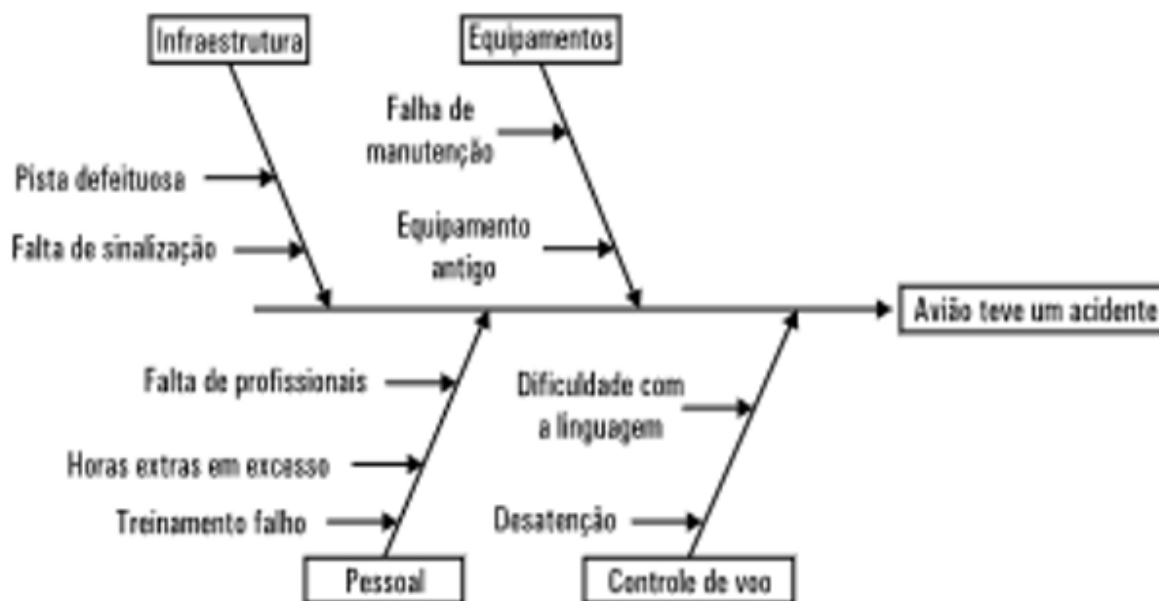 Infraestrutura
Equipamentos
Falha de
manutenção
Pista defeituosa
Falta de sinalização
Equipamento
antigo
Avião teve um acidente
Falta de profissionais
Dificuldade com
a linguagem
Horas extras em excesso
Treinamento falho
Desatenção
Pessoal
Controle de voo